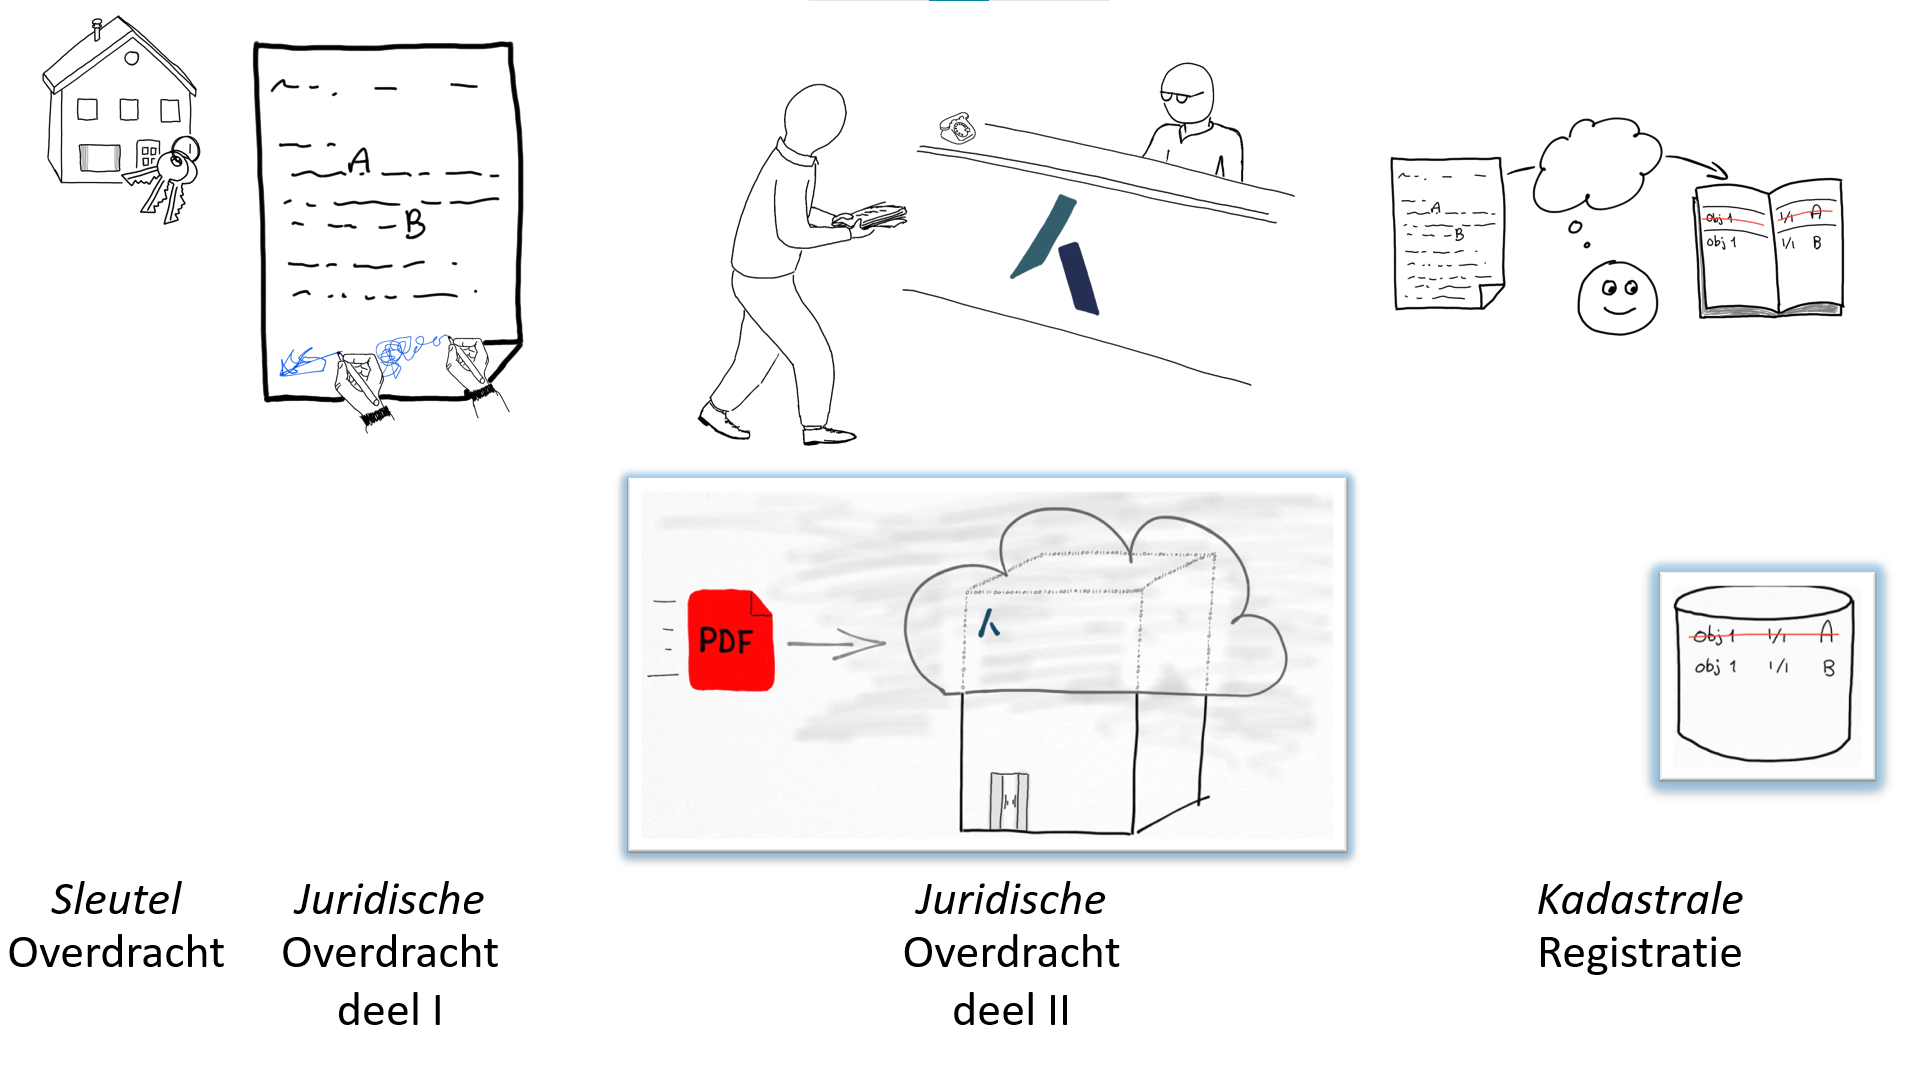 A
B
A
B
obj 1 1/1 A
obj 1 1/1 B
PDF
obj 1 1/1 A
obj 1 1/1 B
Sleutel
Overdracht
Juridische
Overdracht
deel I
Juridische
Overdracht
deel II
Kadastrale
Registratie